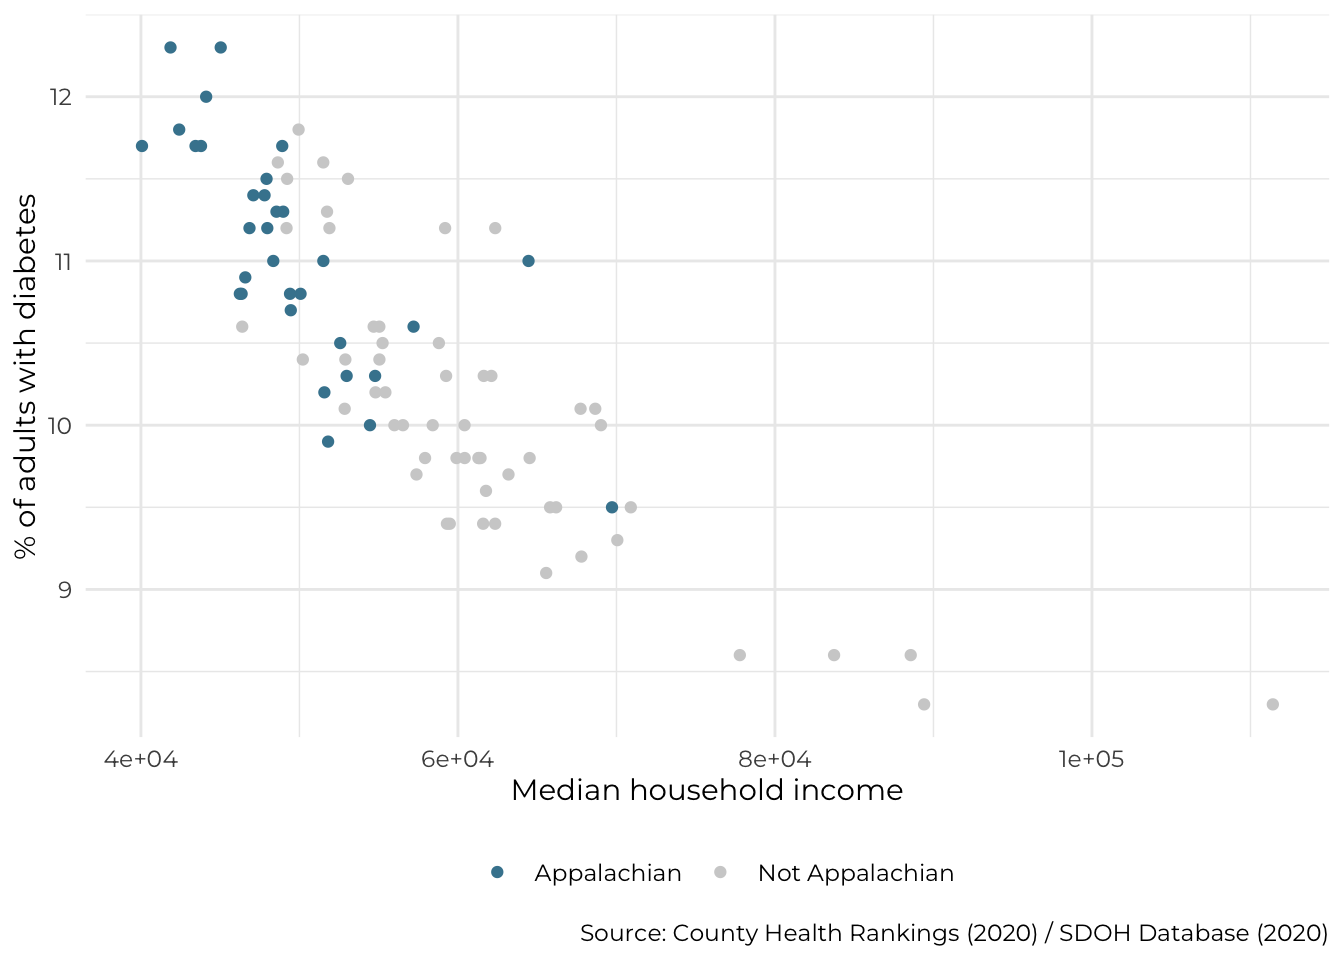 % of adults with diabetes
12
11
10
9
4e+04 6e+04 8e+04 1e+05
Median household income
Appalachian Not Appalachian
Source: County Health Rankings (2020) / SDOH Database (2020)